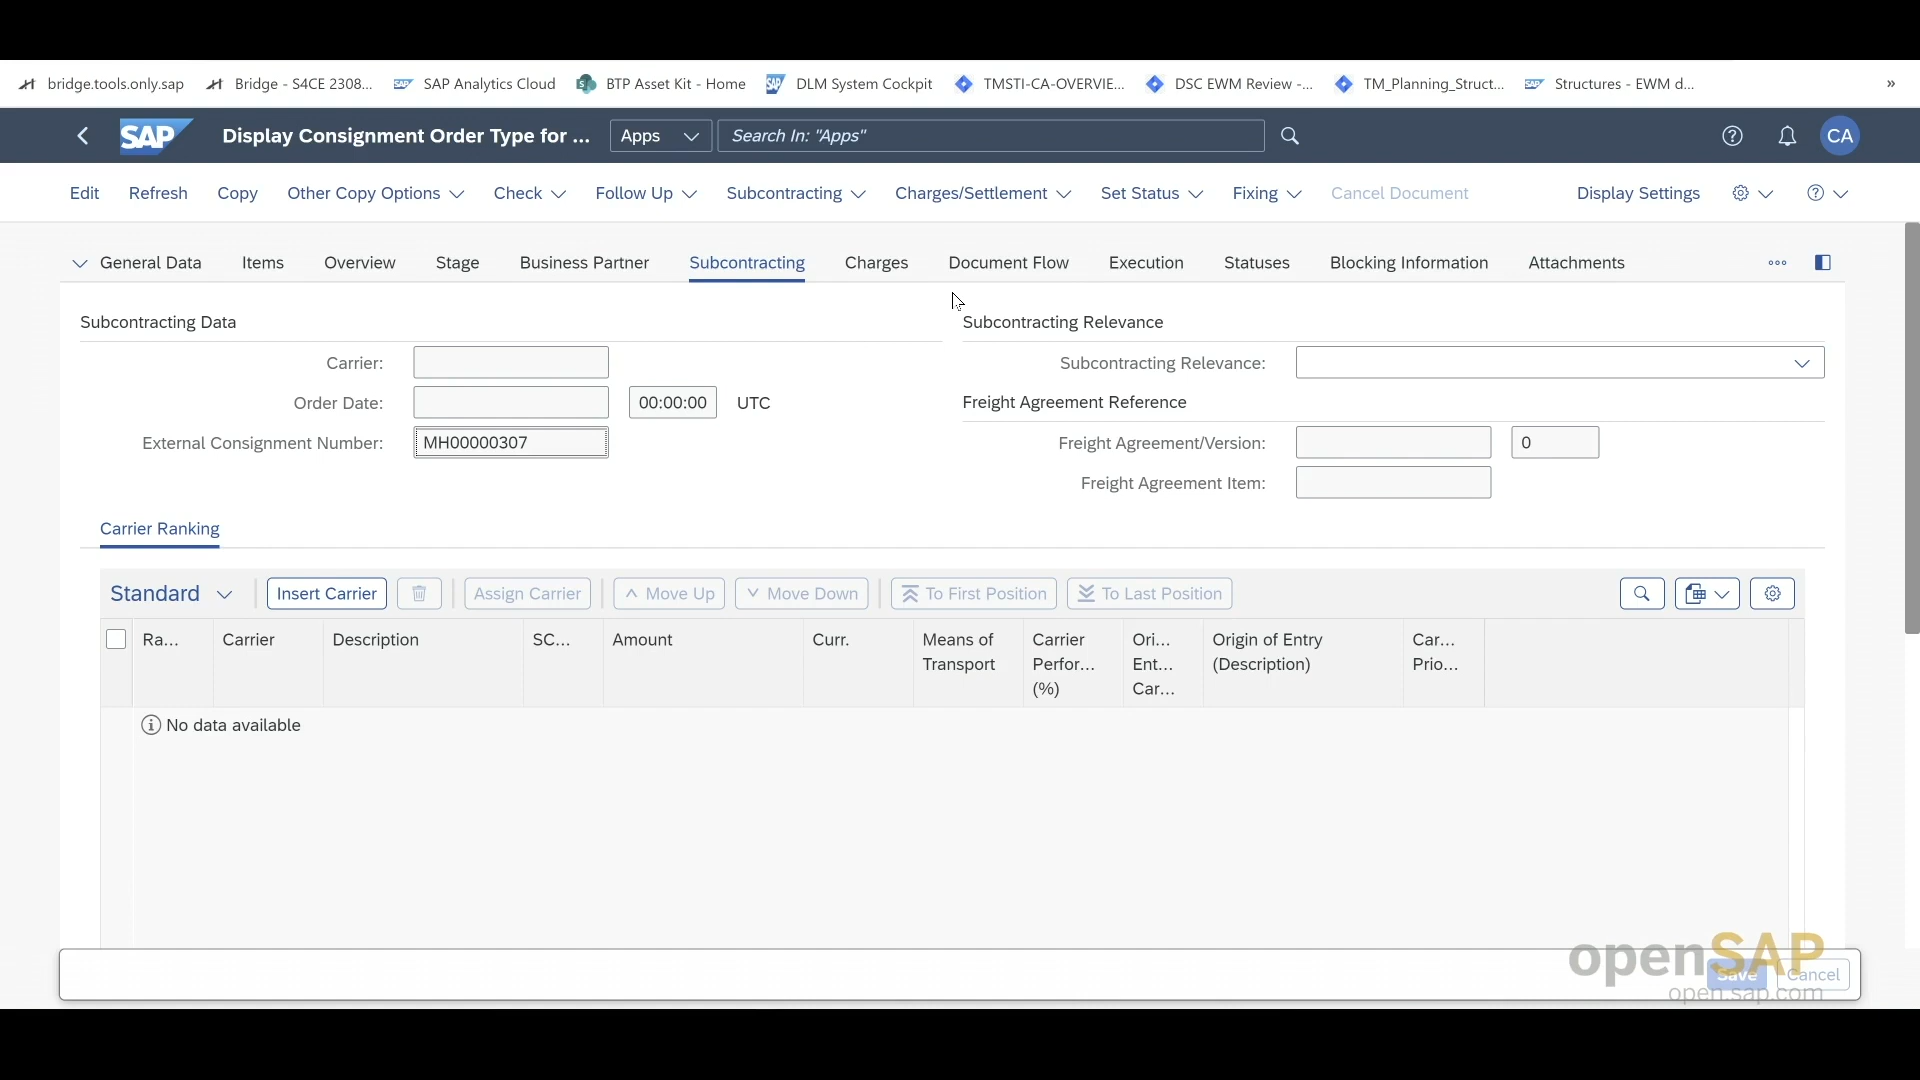 bridge.tools.only.sap Bridge - S4CE 2308... SAP Analytics Cloud BTP Asset Kit - Home SAP DLM System Cockpit TMSTI-CA-OVERVIE... DSC EWM Review -... TM_Planning_Struct... Structures - EWM d... »
SAP Display Consignment Order Type for ... Apps Search In: "Apps" CA
Edit Refresh Copy Other Copy Options Check Follow Up Subcontracting Charges/Settlement Set Status Fixing Cancel Document Display Settings
General Data Items Overview Stage Business Partner Subcontracting Charges Document Flow Execution Statuses Blocking Information Attachments
Subcontracting Data Subcontracting Relevance
Carrier: Subcontracting Relevance:
Order Date: 00:00:00 UTC Freight Agreement Reference
External Consignment Number: MH00000307 Freight Agreement/Version: 0
Freight Agreement Item:
Carrier Ranking
Standard Insert Carrier Assign Carrier Move Up Move Down To First Position To Last Position
Ra... Carrier Description SC... Amount Curr. Means of Carrier Ori... Origin of Entry Car...
Transport Perfor... Ent... (Description) Prio...
(%) Car...
No data available
openSAP
Save Cancel
open.sap.com